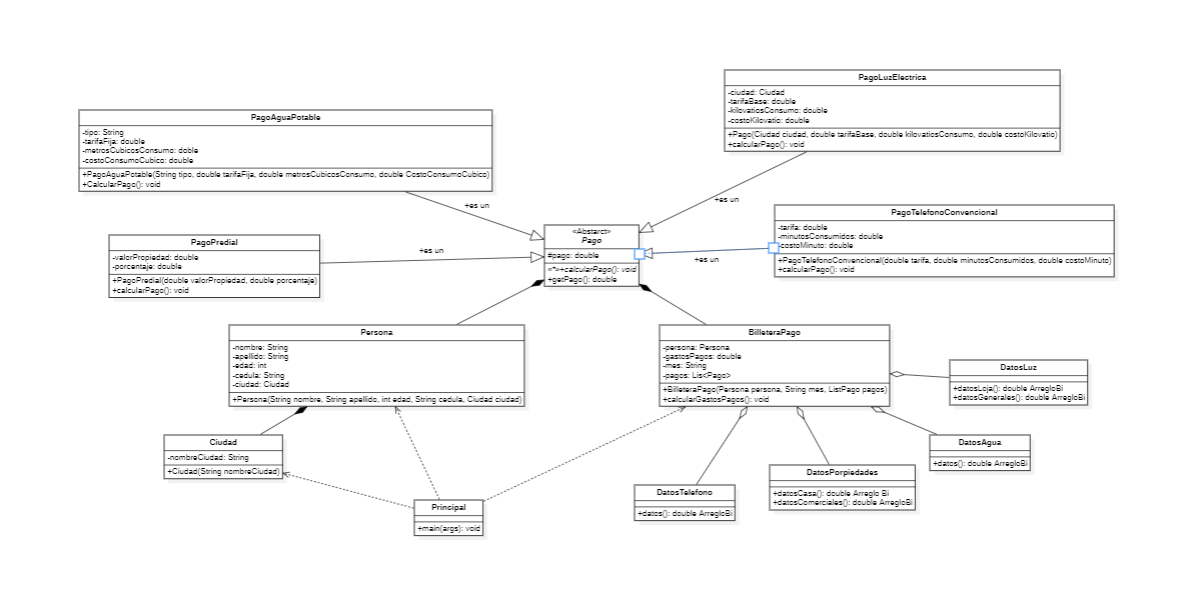 PagoLuzElectrica
-ciudad: Ciudad
-tarifaBase: double
-kilovatiosConsumo: double
-costoKilovatio: double
+Pago(Ciudad ciudad, double tarifaBase, double kilovatiosConsumo, double costoKilovatio)
+calcularPago(): void
PagoAguaPotable
-tipo: String
-tarifaFija: double
-metrosCubicosConsumo: doble
-costoConsumoCubico: doble
+PagoAguaPotable(String tipo, double tarifaFija, double metrosCubicosConsumo, double CostoConsumoCubico)
+CalcularPago(): void
+es un
+es un
PagoTelefonoConvencional
-tarifa: double
-minutosConsumidos: double
-costoMinuto: double
+PagoTelefonoConvencional(double tarifa, double minutosConsumidos, double costoMinuto)
+calcularPago(): void
+es un
PagoPredial
-valorPropiedad: double
-porcentaje: double
+PagoPredial(double valorPropiedad, double porcentaje)
+calcularPago(): void
+es un
«Abstarct»
Pago
#pago: double
<*>+calcularPago(): void
+getPago(): double
Persona
-nombre: String
-apellido: String
-edad: int
-cedula: String
-ciudad: Ciudad
+Persona(String nombre, String apellido, int edad, String cedula, Ciudad ciudad)
BilleteraPago
-persona: Persona
-gastosPagos: double
-mes: String
-pagos: Lis<Pago>
+BilleteraPago(Persona persona, String mes, ListPago pagos)
+calcularGastosPagos(): void
DatosLuz
+datosLoja(): double ArregloBi
+datosGenerales(): double ArregloBi
Ciudad
-nombreCiudad: String
+Ciudad(String nombreCiudad)
DatosAgua
+datos(): double ArregloBi
DatosPorpiedades
+datosCasa(): double Arreglo Bi
+datosComerciales(): double ArregloBi
DatosTelefono
+datos(): double ArregloBi
Principal
+main(args): void